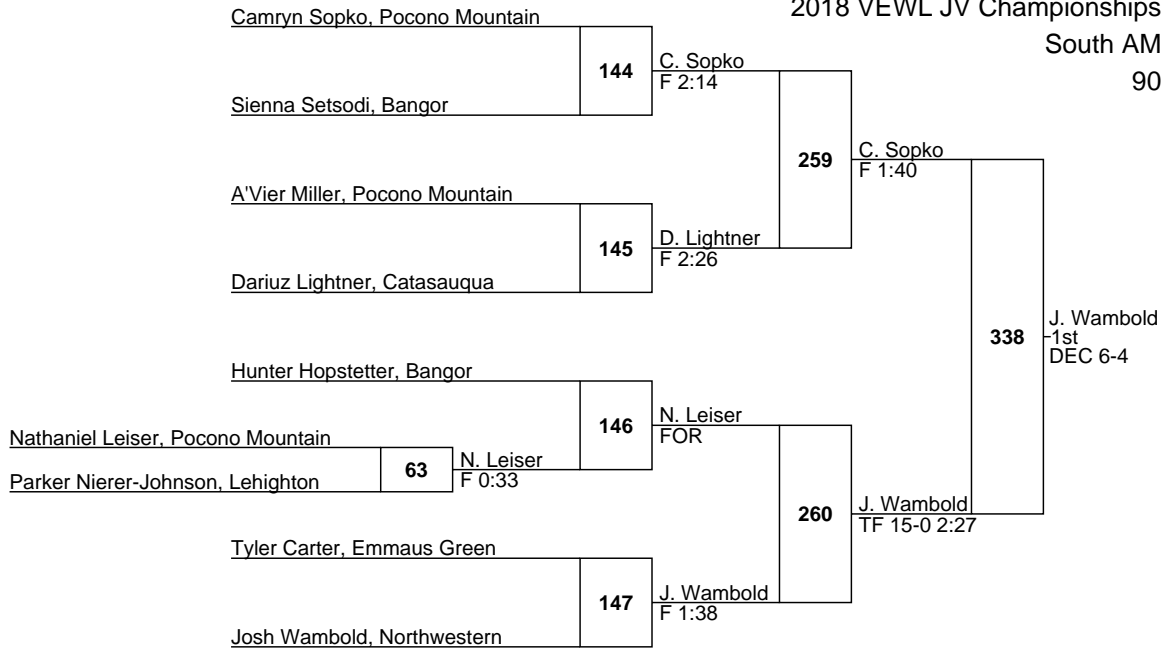 2018 VEWL JV Championships
South AM
90
Camryn Sopko, Pocono Mountain
144
C. Sopko
F 2:14
Sienna Setsodi, Bangor
259
C. Sopko
F 1:40
A'Vier Miller, Pocono Mountain
145
D. Lightner
F 2:26
Dariuz Lightner, Catasauqua
338
J. Wambold
1st
DEC 6-4
Hunter Hopstetter, Bangor
146
N. Leiser
FOR
Nathaniel Leiser, Pocono Mountain
63
N. Leiser
F 0:33
Parker Nierer-Johnson, Lehighton
260
J. Wambold
TF 15-0 2:27
Tyler Carter, Emmaus Green
147
J. Wambold
F 1:38
Josh Wambold, Northwestern